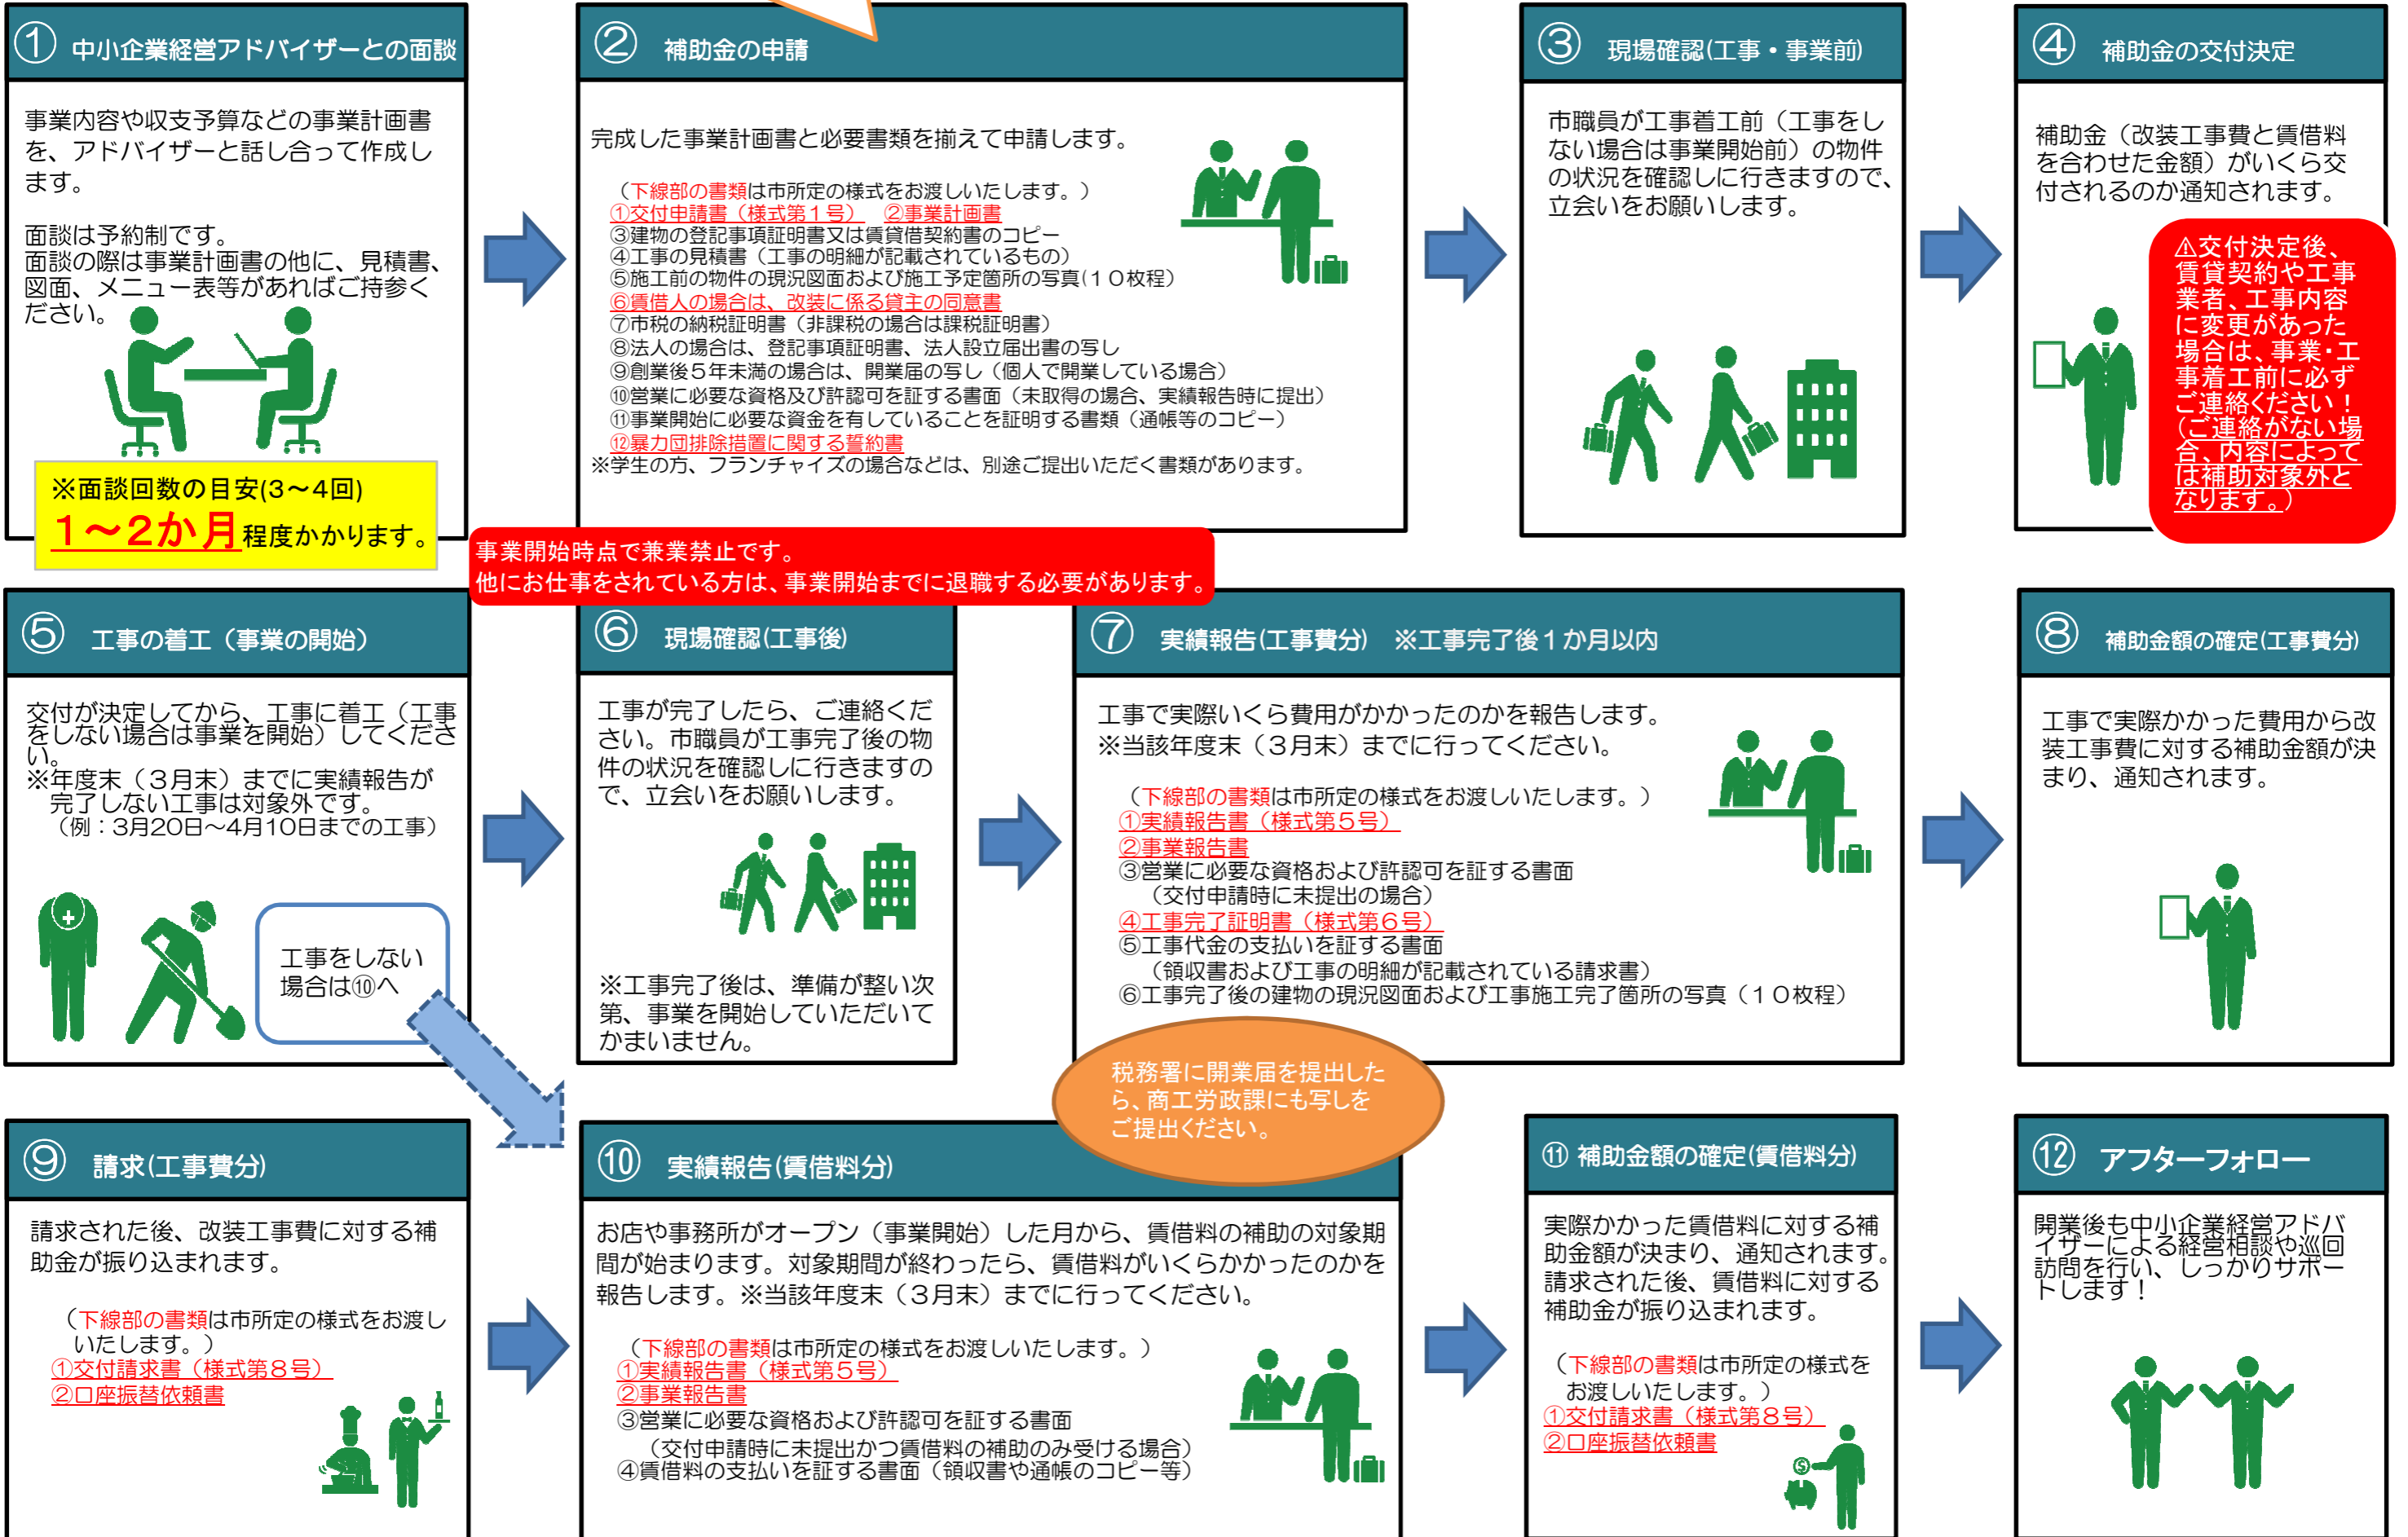 ① 中小企業経営アドバイザーとの面談
事業内容や収支予算などの事業計画書
を、アドバイザーと話し合って作成し
ます。
面談は予約制です。
面談の際は事業計画書の他に、見積書、
図面、メニュー表等があればご持参く
ださい。
※面談回数の目安(3～4回)
１～２か月程度かかります。
② 補助金の申請
完成した事業計画書と必要書類を揃えて申請します。
（下線部の書類は市所定の様式をお渡しいたします。）
①交付申請書（様式第１号）　②事業計画書
③建物の登記事項証明書又は賃貸借契約書のコピー
④工事の見積書（工事の明細が記載されているもの）
⑤施工前の物件の現況図面および施工予定箇所の写真(１０枚程）
⑥賃借人の場合は、改装に係る貸主の同意書
⑦市税の納税証明書（非課税の場合は課税証明書）
⑧法人の場合は、登記事項証明書、法人設立届出書の写し
⑨創業後５年未満の場合は、開業届の写し（個人で開業している場合）
⑩営業に必要な資格及び許認可を証する書面（未取得の場合、実績報告時に提出）
⑪事業開始に必要な資金を有していることを証明する書類（通帳等のコピー）
⑫暴力団排除措置に関する誓約書
※学生の方、フランチャイズの場合などは、別途ご提出いただく書類があります。
③ 現場確認(工事・事業前)
市職員が工事着工前（工事をし
ない場合は事業開始前）の物件
の状況を確認しに行きますので、
立会いをお願いします。
④ 補助金の交付決定
補助金（改装工事費と賃借料
を合わせた金額）がいくら交
付されるのか通知されます。
⚠交付決定後、
賃貸契約や工事
業者、工事内容
に変更があった
場合は、事業・工
事着工前に必ず
ご連絡ください！
(ご連絡がない場
合、内容によって
は補助対象外と
なります。)
事業開始時点で兼業禁止です。
他にお仕事をされている方は、事業開始までに退職する必要があります。
⑤ 工事の着工（事業の開始）
交付が決定してから、工事に着工（工事
をしない場合は事業を開始）してくださ
い。
※年度末（３月末）までに実績報告が
完了しない工事は対象外です。
（例：3月20日～4月10日までの工事）
工事をしない
場合は⑩へ
⑥ 現場確認(工事後)
工事が完了したら、ご連絡くだ
さい。市職員が工事完了後の物
件の状況を確認しに行きますの
で、立会いをお願いします。
※工事完了後は、準備が整い次
第、事業を開始していただいて
かまいません。
⑦ 実績報告(工事費分)　※工事完了後１か月以内
工事で実際いくら費用がかかったのかを報告します。
※当該年度末（３月末）までに行ってください。
（下線部の書類は市所定の様式をお渡しいたします。）
①実績報告書（様式第５号）
②事業報告書
③営業に必要な資格および許認可を証する書面
（交付申請時に未提出の場合）
④工事完了証明書（様式第６号）
⑤工事代金の支払いを証する書面
（領収書および工事の明細が記載されている請求書）
⑥工事完了後の建物の現況図面および工事施工完了箇所の写真（１０枚程）
⑧ 補助金額の確定(工事費分)
工事で実際かかった費用から改
装工事費に対する補助金額が決
まり、通知されます。
税務署に開業届を提出した
ら、商工労政課にも写しを
ご提出ください。
⑨ 請求(工事費分)
請求された後、改装工事費に対する補
助金が振り込まれます。
（下線部の書類は市所定の様式をお渡し
いたします。）
①交付請求書（様式第８号）
②口座振替依頼書
⑩ 実績報告(賃借料分)
お店や事務所がオープン（事業開始）した月から、賃借料の補助の対象期
間が始まります。対象期間が終わったら、賃借料がいくらかかったのかを
報告します。※当該年度末（３月末）までに行ってください。
（下線部の書類は市所定の様式をお渡しいたします。）
①実績報告書（様式第５号）
②事業報告書
③営業に必要な資格および許認可を証する書面
（交付申請時に未提出かつ賃借料の補助のみ受ける場合）
④賃借料の支払いを証する書面（領収書や通帳のコピー等）
⑪ 補助金額の確定(賃借料分)
実際かかった賃借料に対する補
助金額が決まり、通知されます。
請求された後、賃借料に対する
補助金が振り込まれます。
（下線部の書類は市所定の様式を
お渡しいたします。）
①交付請求書（様式第８号）
②口座振替依頼書
⑫ アフターフォロー
開業後も中小企業経営アドバ
イザーによる経営相談や巡回
訪問を行い、しっかりサポー
トします！